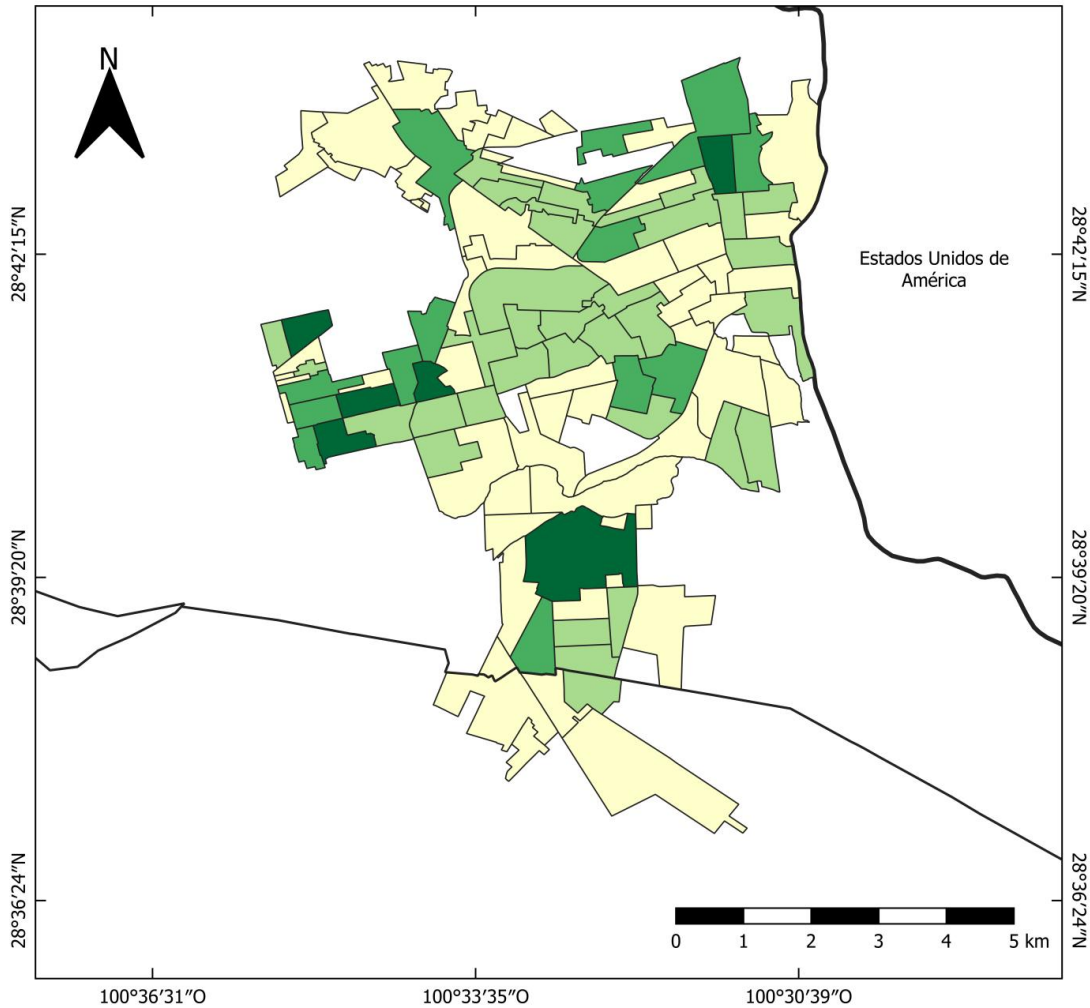 N
Estados Unidos de
América
28°42′15″N
28°42′15″N
28°39′20″N
28°39′20″N
28°36′24″N
28°36′24″N
0 1 2 3 4 5 km
100°36′31″O 100°33′35″O 100°30′39″O